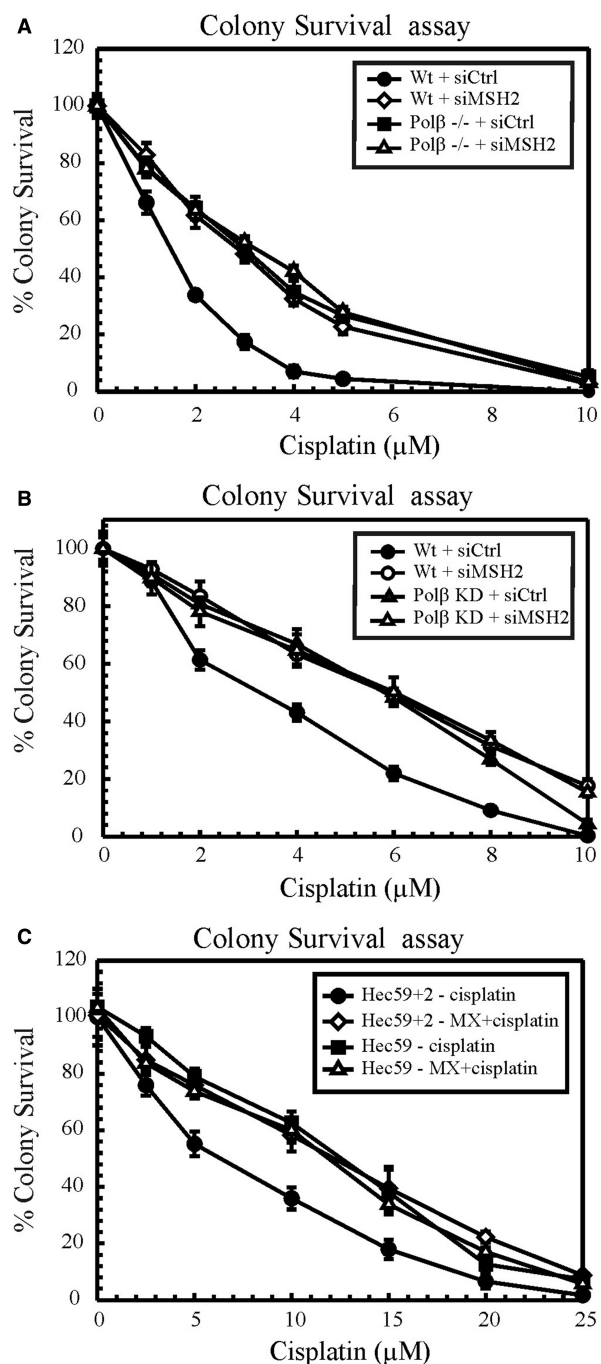 A
Colony Survival assay
120
100
80
60
40
20
0
% Colony Survival
Wt + siCtrl
Wt + siMSH2
Polβ -/- + siCtrl
Polβ -/- + siMSH2
0 2 4 6 8 10
Cisplatin (µM)
B
Colony Survival assay
100
80
60
40
20
0
% Colony Survival
Wt + siCtrl
Wt + siMSH2
Polβ KD + siCtrl
Polβ KD + siMSH2
0 2 4 6 8 10
Cisplatin (µM)
C
Colony Survival assay
120
100
80
60
40
20
0
% Colony Survival
Hec59+2 - cisplatin
Hec59+2 - MX+cisplatin
Hec59 - cisplatin
Hec59 - MX+cisplatin
0 5 10 15 20 25
Cisplatin (µM)